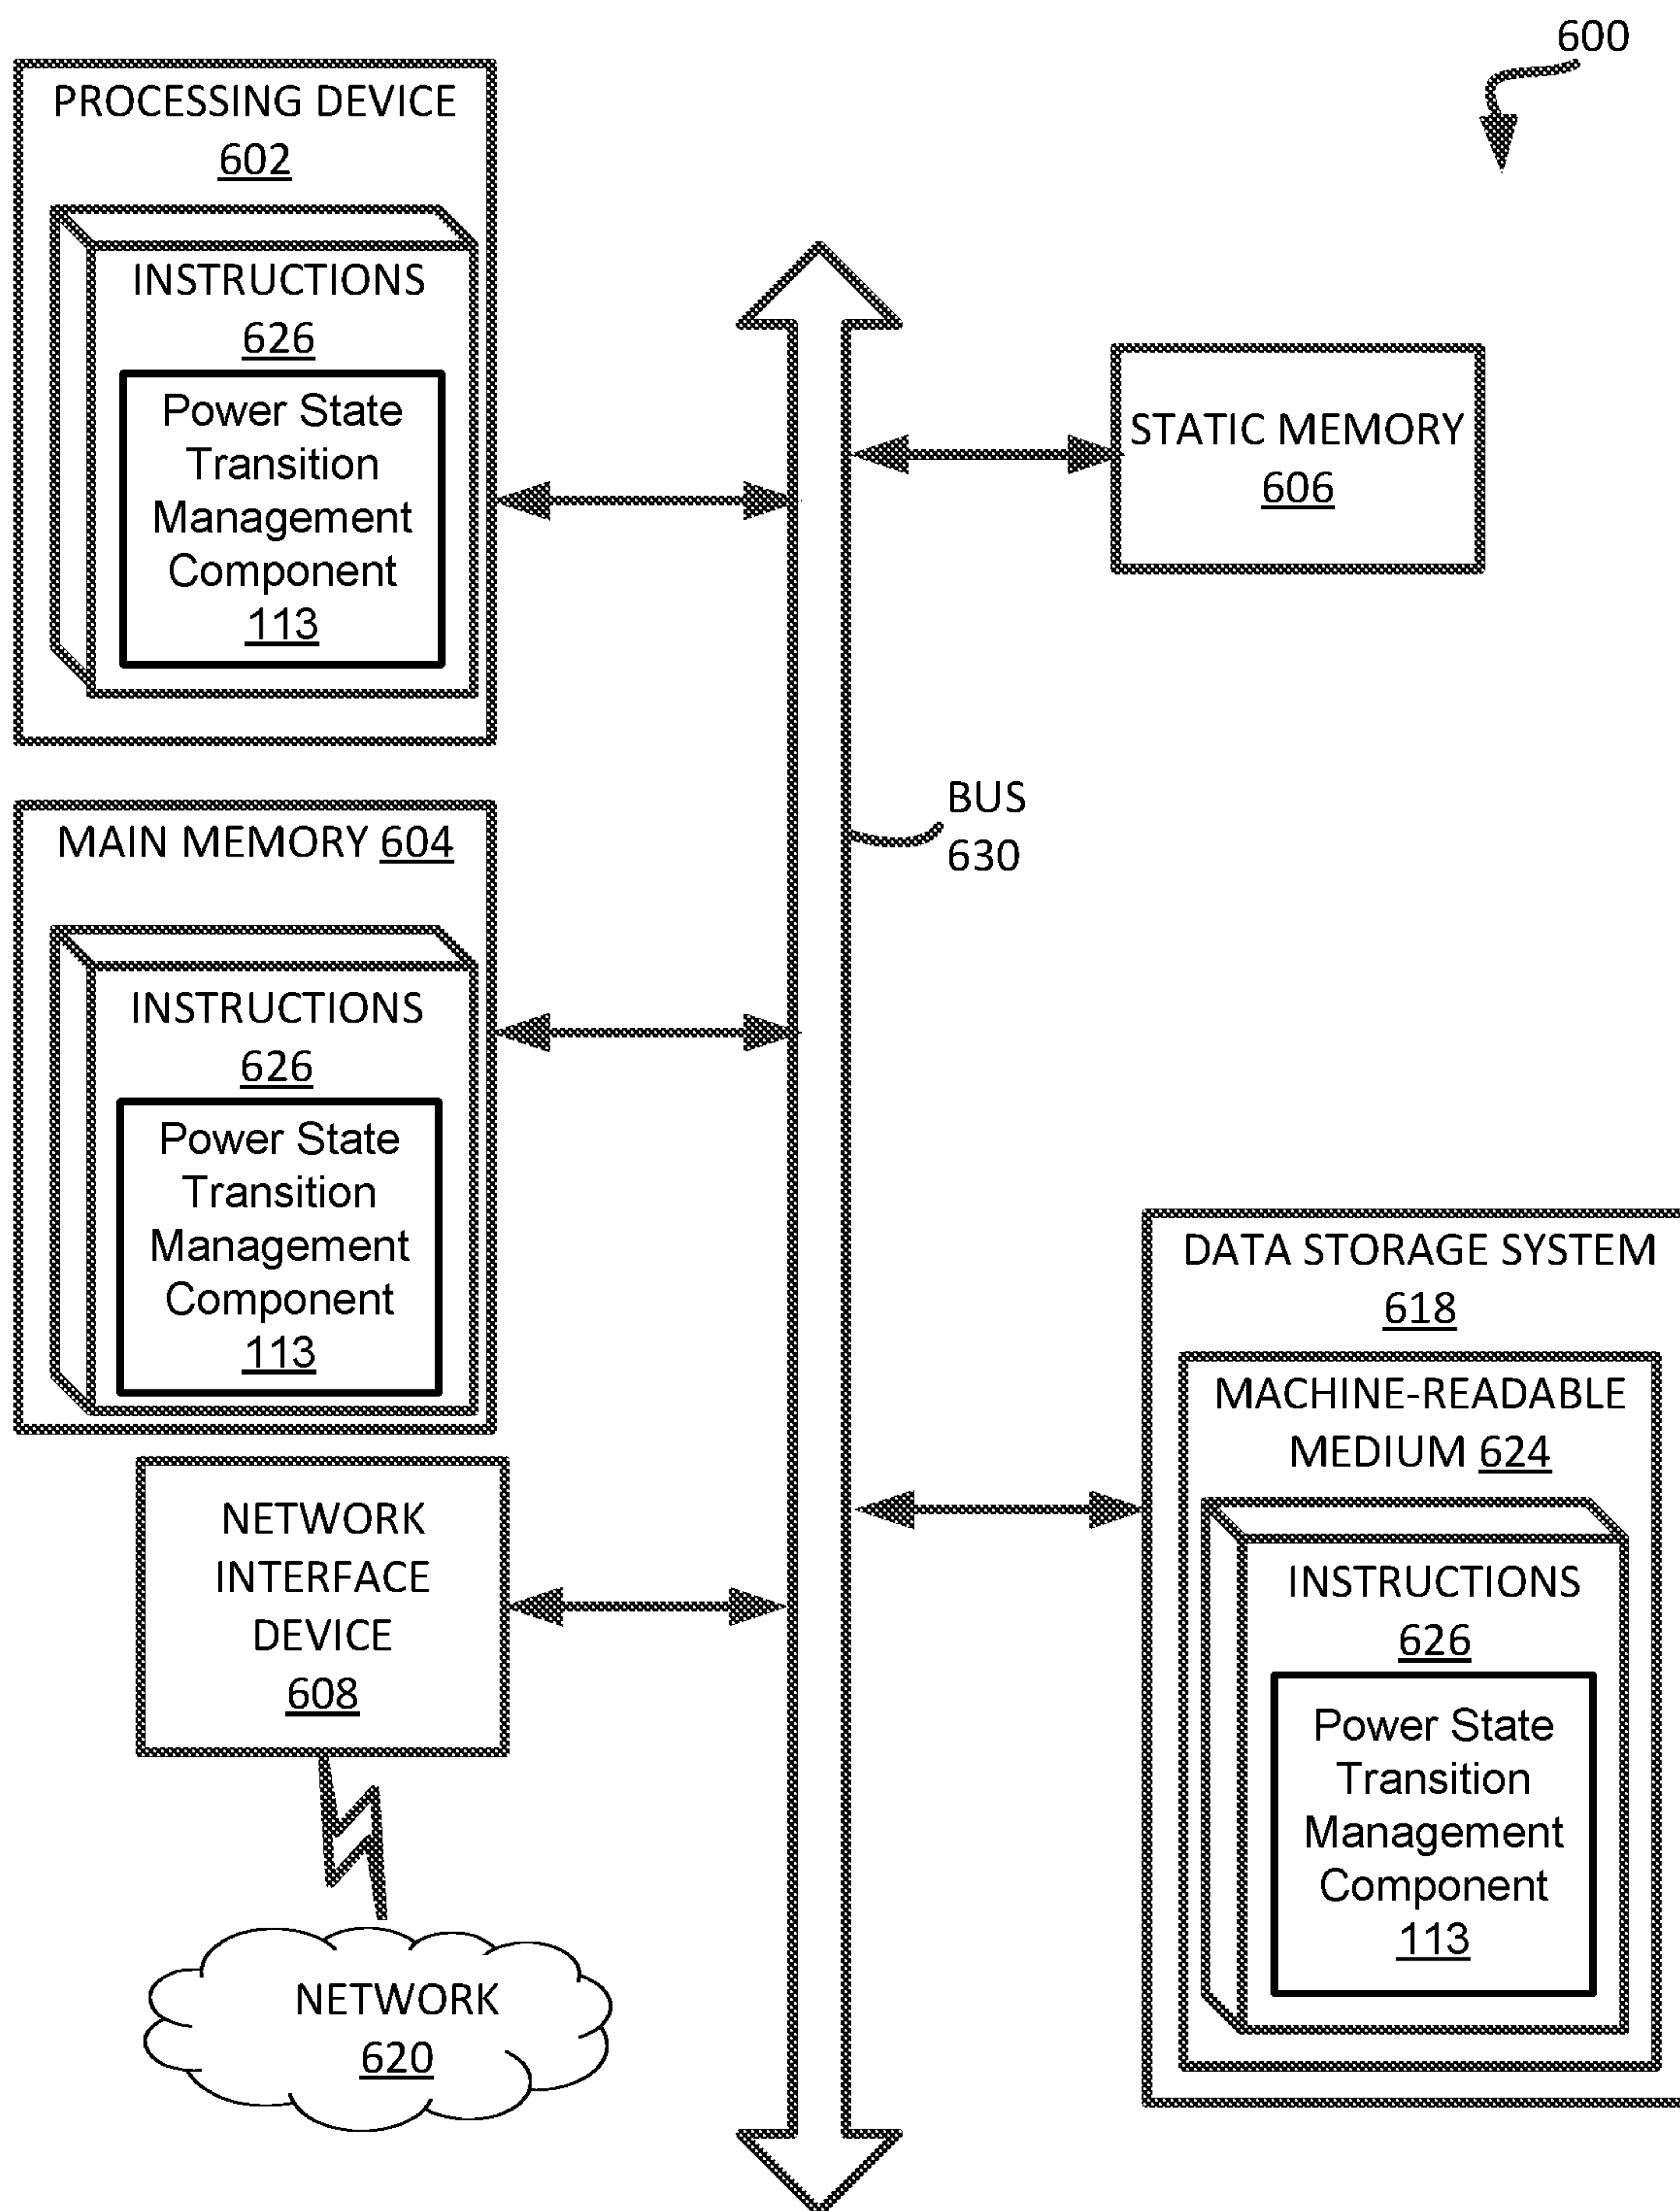 600
PROCESSING DEVICE
602
INSTRUCTIONS
626
Power State
Transition
Management
Component
113
STATIC MEMORY
606
BUS
630
MAIN MEMORY 604
INSTRUCTIONS
626
Power State
Transition
Management
Component
113
DATA STORAGE SYSTEM
618
MACHINE-READABLE
MEDIUM 624
INSTRUCTIONS
626
Power State
Transition
Management
Component
113
NETWORK
INTERFACE
DEVICE
608
NETWORK
620